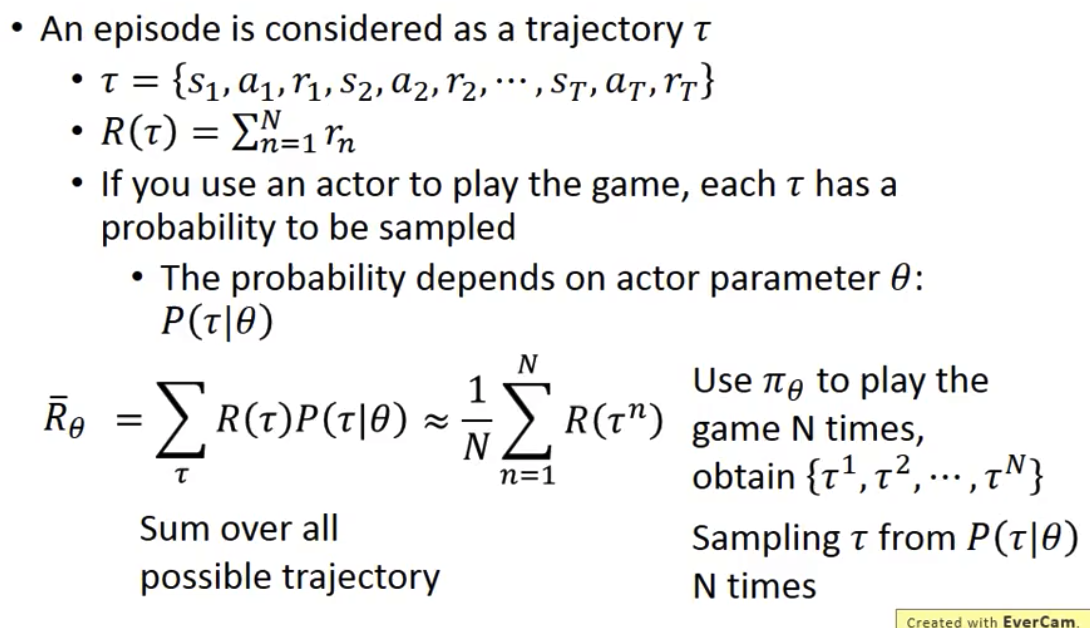 • An episode is considered as a trajectory τ
• τ = {s₁, a₁, r₁, s₂, a₂, r₂, ⋯, s_T, a_T, r_T}
• R(τ) = ∑ₙ₌₁ᴺ rₙ
• If you use an actor to play the game, each τ has a
probability to be sampled
• The probability depends on actor parameter θ:
P(τ|θ)
R̄_θ = ∑_τ R(τ)P(τ|θ) ≈ 1/N ∑ₙ₌₁ᴺ R(τⁿ)
Sum over all
possible trajectory
Use π_θ to play the
game N times,
obtain {τ¹, τ², ⋯, τᴺ}
Sampling τ from P(τ|θ)
N times
Created with EverCam.